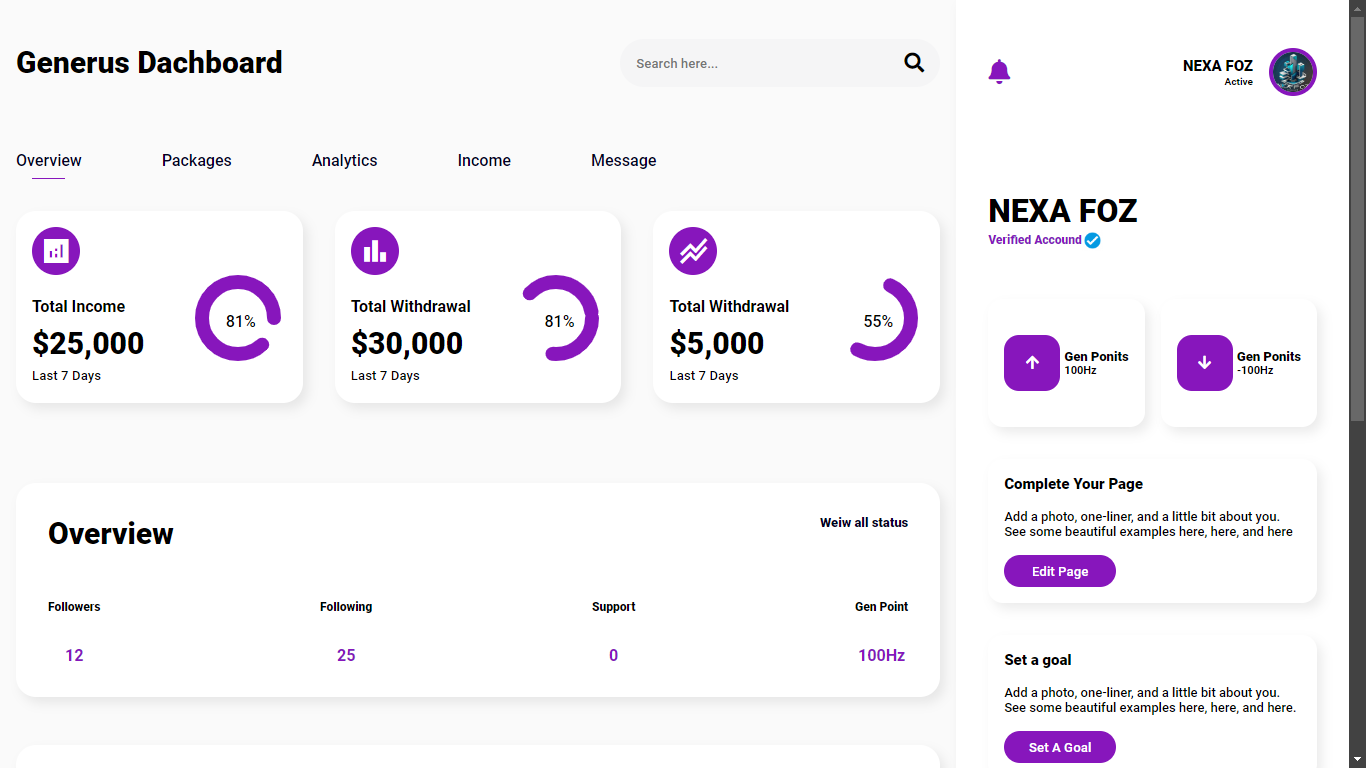 Generus Dachboard
Search here...
NEXA FOZ
Active
Overview
Packages
Analytics
Income
Message
Total Income
$25,000
Last 7 Days
81%
Total Withdrawal
$30,000
Last 7 Days
81%
Total Withdrawal
$5,000
Last 7 Days
55%
Overview
Weiw all status
Followers
12
Following
25
Support
0
Gen Point
100Hz
NEXA FOZ
Verified Accound
Gen Ponits
100Hz
Gen Ponits
-100Hz
Complete Your Page
Add a photo, one-liner, and a little bit about you.
See some beautiful examples here, here, and here
Edit Page
Set a goal
Add a photo, one-liner, and a little bit about you.
See some beautiful examples here, here, and here.
Set A Goal